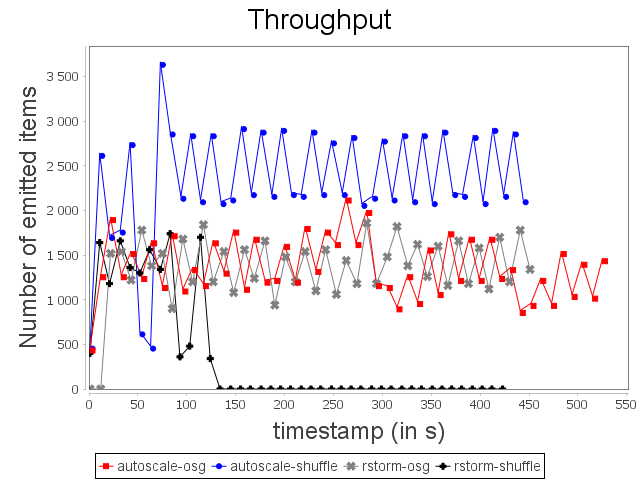 Throughput
Number of emitted items
3 500
3 000
2 500
2 000
1 500
1 000
500
0
0 50 100 150 200 250 300 350 400 450 500 550
timestamp (in s)
autoscale-osg autoscale-shuffle rstorm-osg rstorm-shuffle